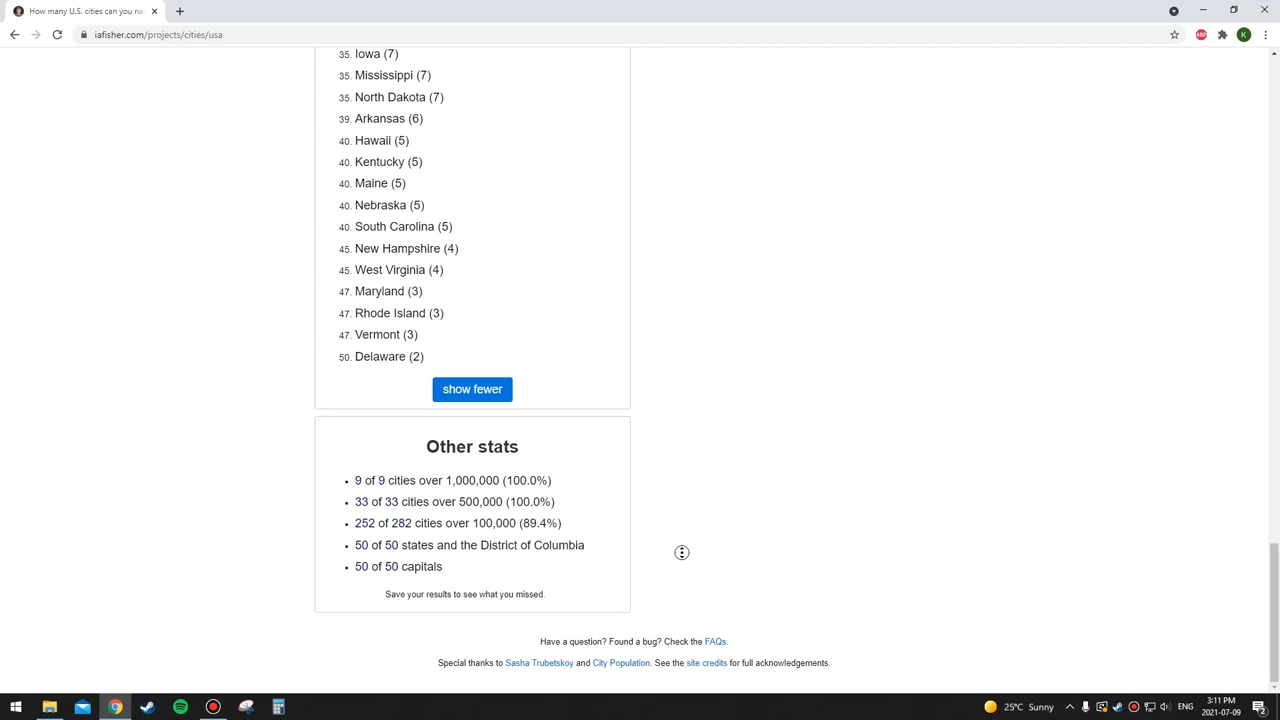 How many U.S. cities can you na
iafisher.com/projects/cities/usa
ABP
K
35. Iowa (7)
35. Mississippi (7)
35. North Dakota (7)
39. Arkansas (6)
40. Hawaii (5)
40. Kentucky (5)
40. Maine (5)
40. Nebraska (5)
40. South Carolina (5)
45. New Hampshire (4)
45. West Virginia (4)
47. Maryland (3)
47. Rhode Island (3)
47. Vermont (3)
50. Delaware (2)
show fewer
Other stats
• 9 of 9 cities over 1,000,000 (100.0%)
• 33 of 33 cities over 500,000 (100.0%)
• 252 of 282 cities over 100,000 (89.4%)
• 50 of 50 states and the District of Columbia
• 50 of 50 capitals
Save your results to see what you missed.
Have a question? Found a bug? Check the FAQs.
Special thanks to Sasha Trubetskoy and City Population. See the site credits for full acknowledgements.
25°C Sunny
ENG
3:11 PM
2021-07-09
2